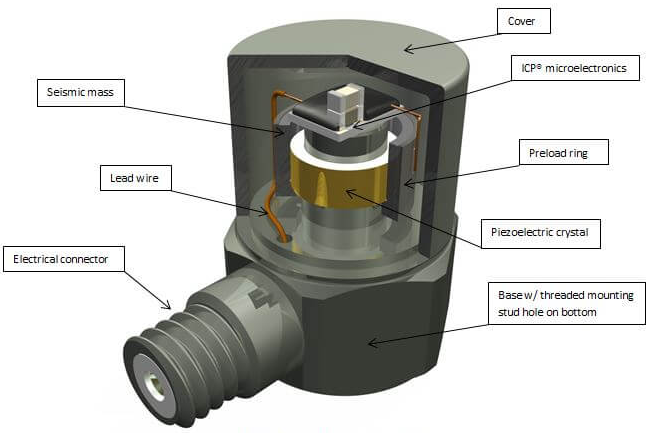 Cover
ICP® microelectronics
Seismic mass
Preload ring
Lead wire
Piezoelectric crystal
Electrical connector
Base w/ threaded mounting
stud hole on bottom